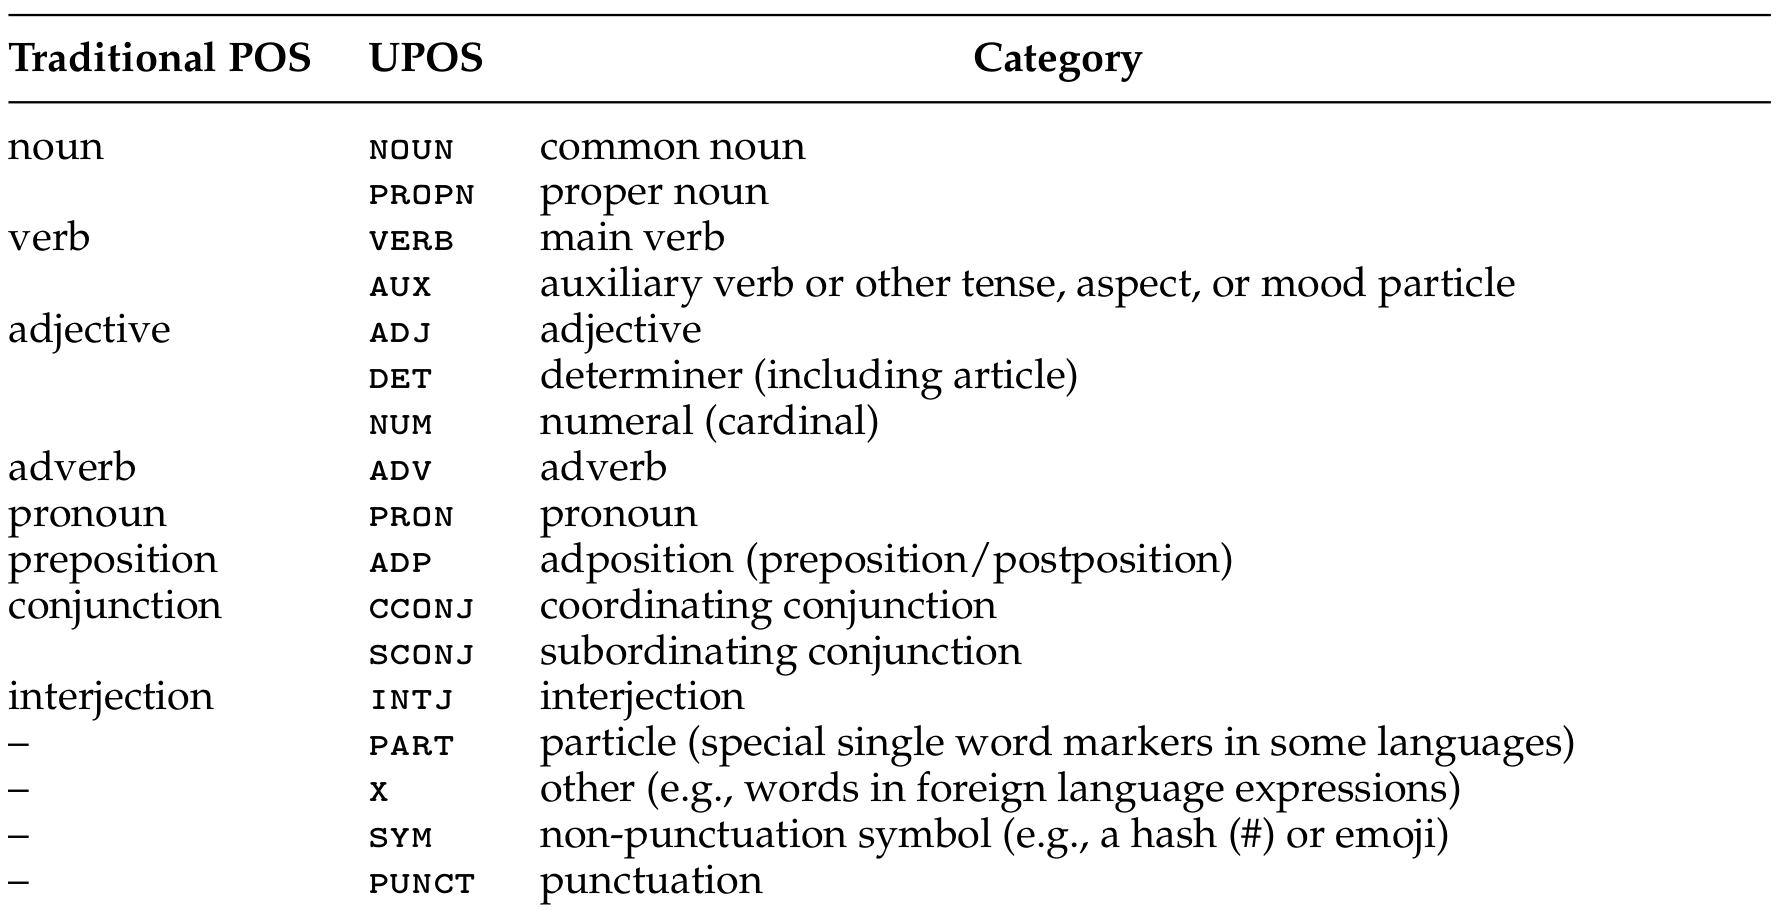 Traditional POS UPOS Category
noun NOUN common noun
PROPN proper noun
verb VERB main verb
AUX auxiliary verb or other tense, aspect, or mood particle
adjective ADJ adjective
DET determiner (including article)
NUM numeral (cardinal)
adverb ADV adverb
pronoun PRON pronoun
preposition ADP adposition (preposition/postposition)
conjunction CCONJ coordinating conjunction
SCONJ subordinating conjunction
interjection INTJ interjection
– PART particle (special single word markers in some languages)
– X other (e.g., words in foreign language expressions)
– SYM non-punctuation symbol (e.g., a hash (#) or emoji)
– PUNCT punctuation